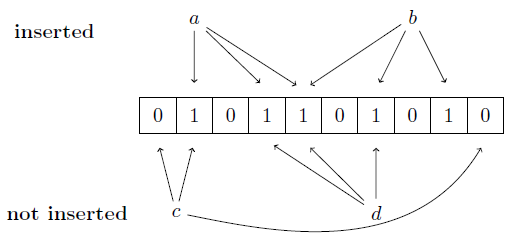 inserted a b
0 1 0 1 1 0 1 0 1 0
not inserted c d